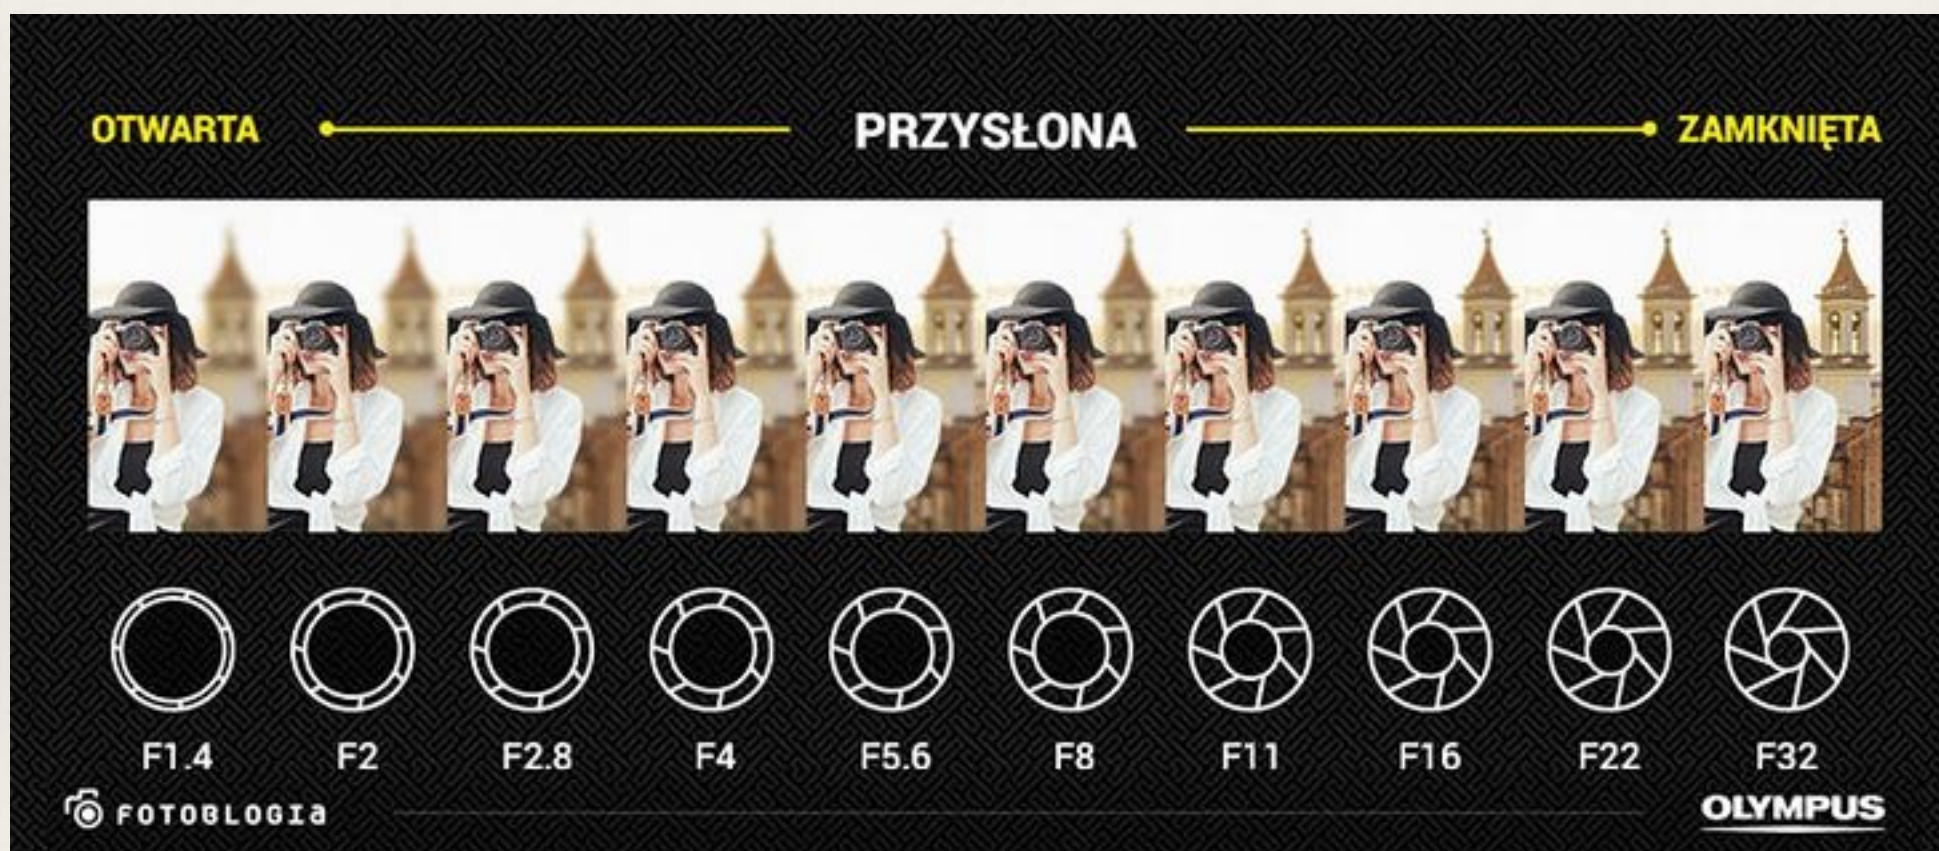 OTWARTA PRZYSŁONA ZAMKNIĘTA
F1.4 F2 F2.8 F4 F5.6 F8 F11 F16 F22 F32
FOTOBLOGIa OLYMPUS